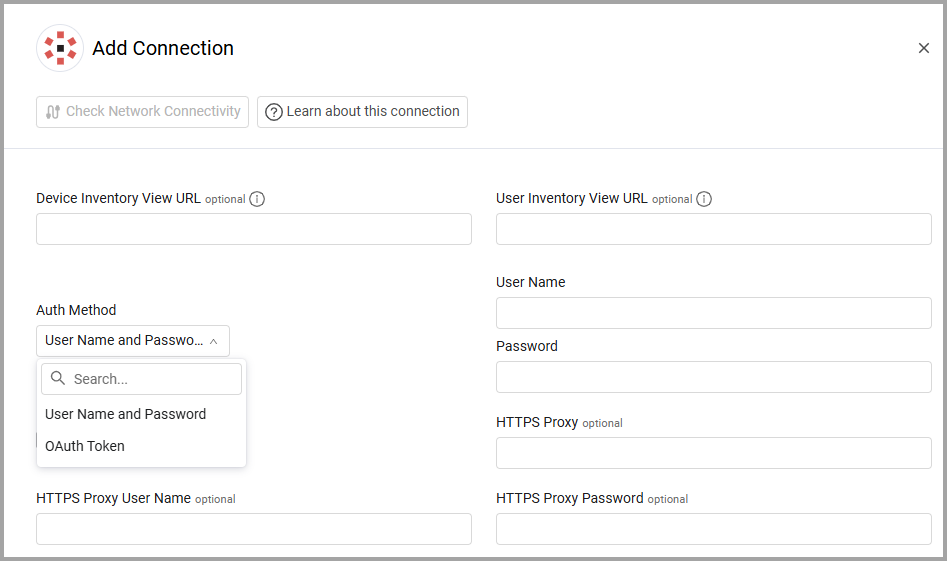 Add Connection
Check Network Connectivity
Learn about this connection
Device Inventory View URL optional
User Inventory View URL optional
User Name
Auth Method
User Name and Passwo...
Password
Search...
User Name and Password
OAuth Token
HTTPS Proxy optional
HTTPS Proxy User Name optional
HTTPS Proxy Password optional